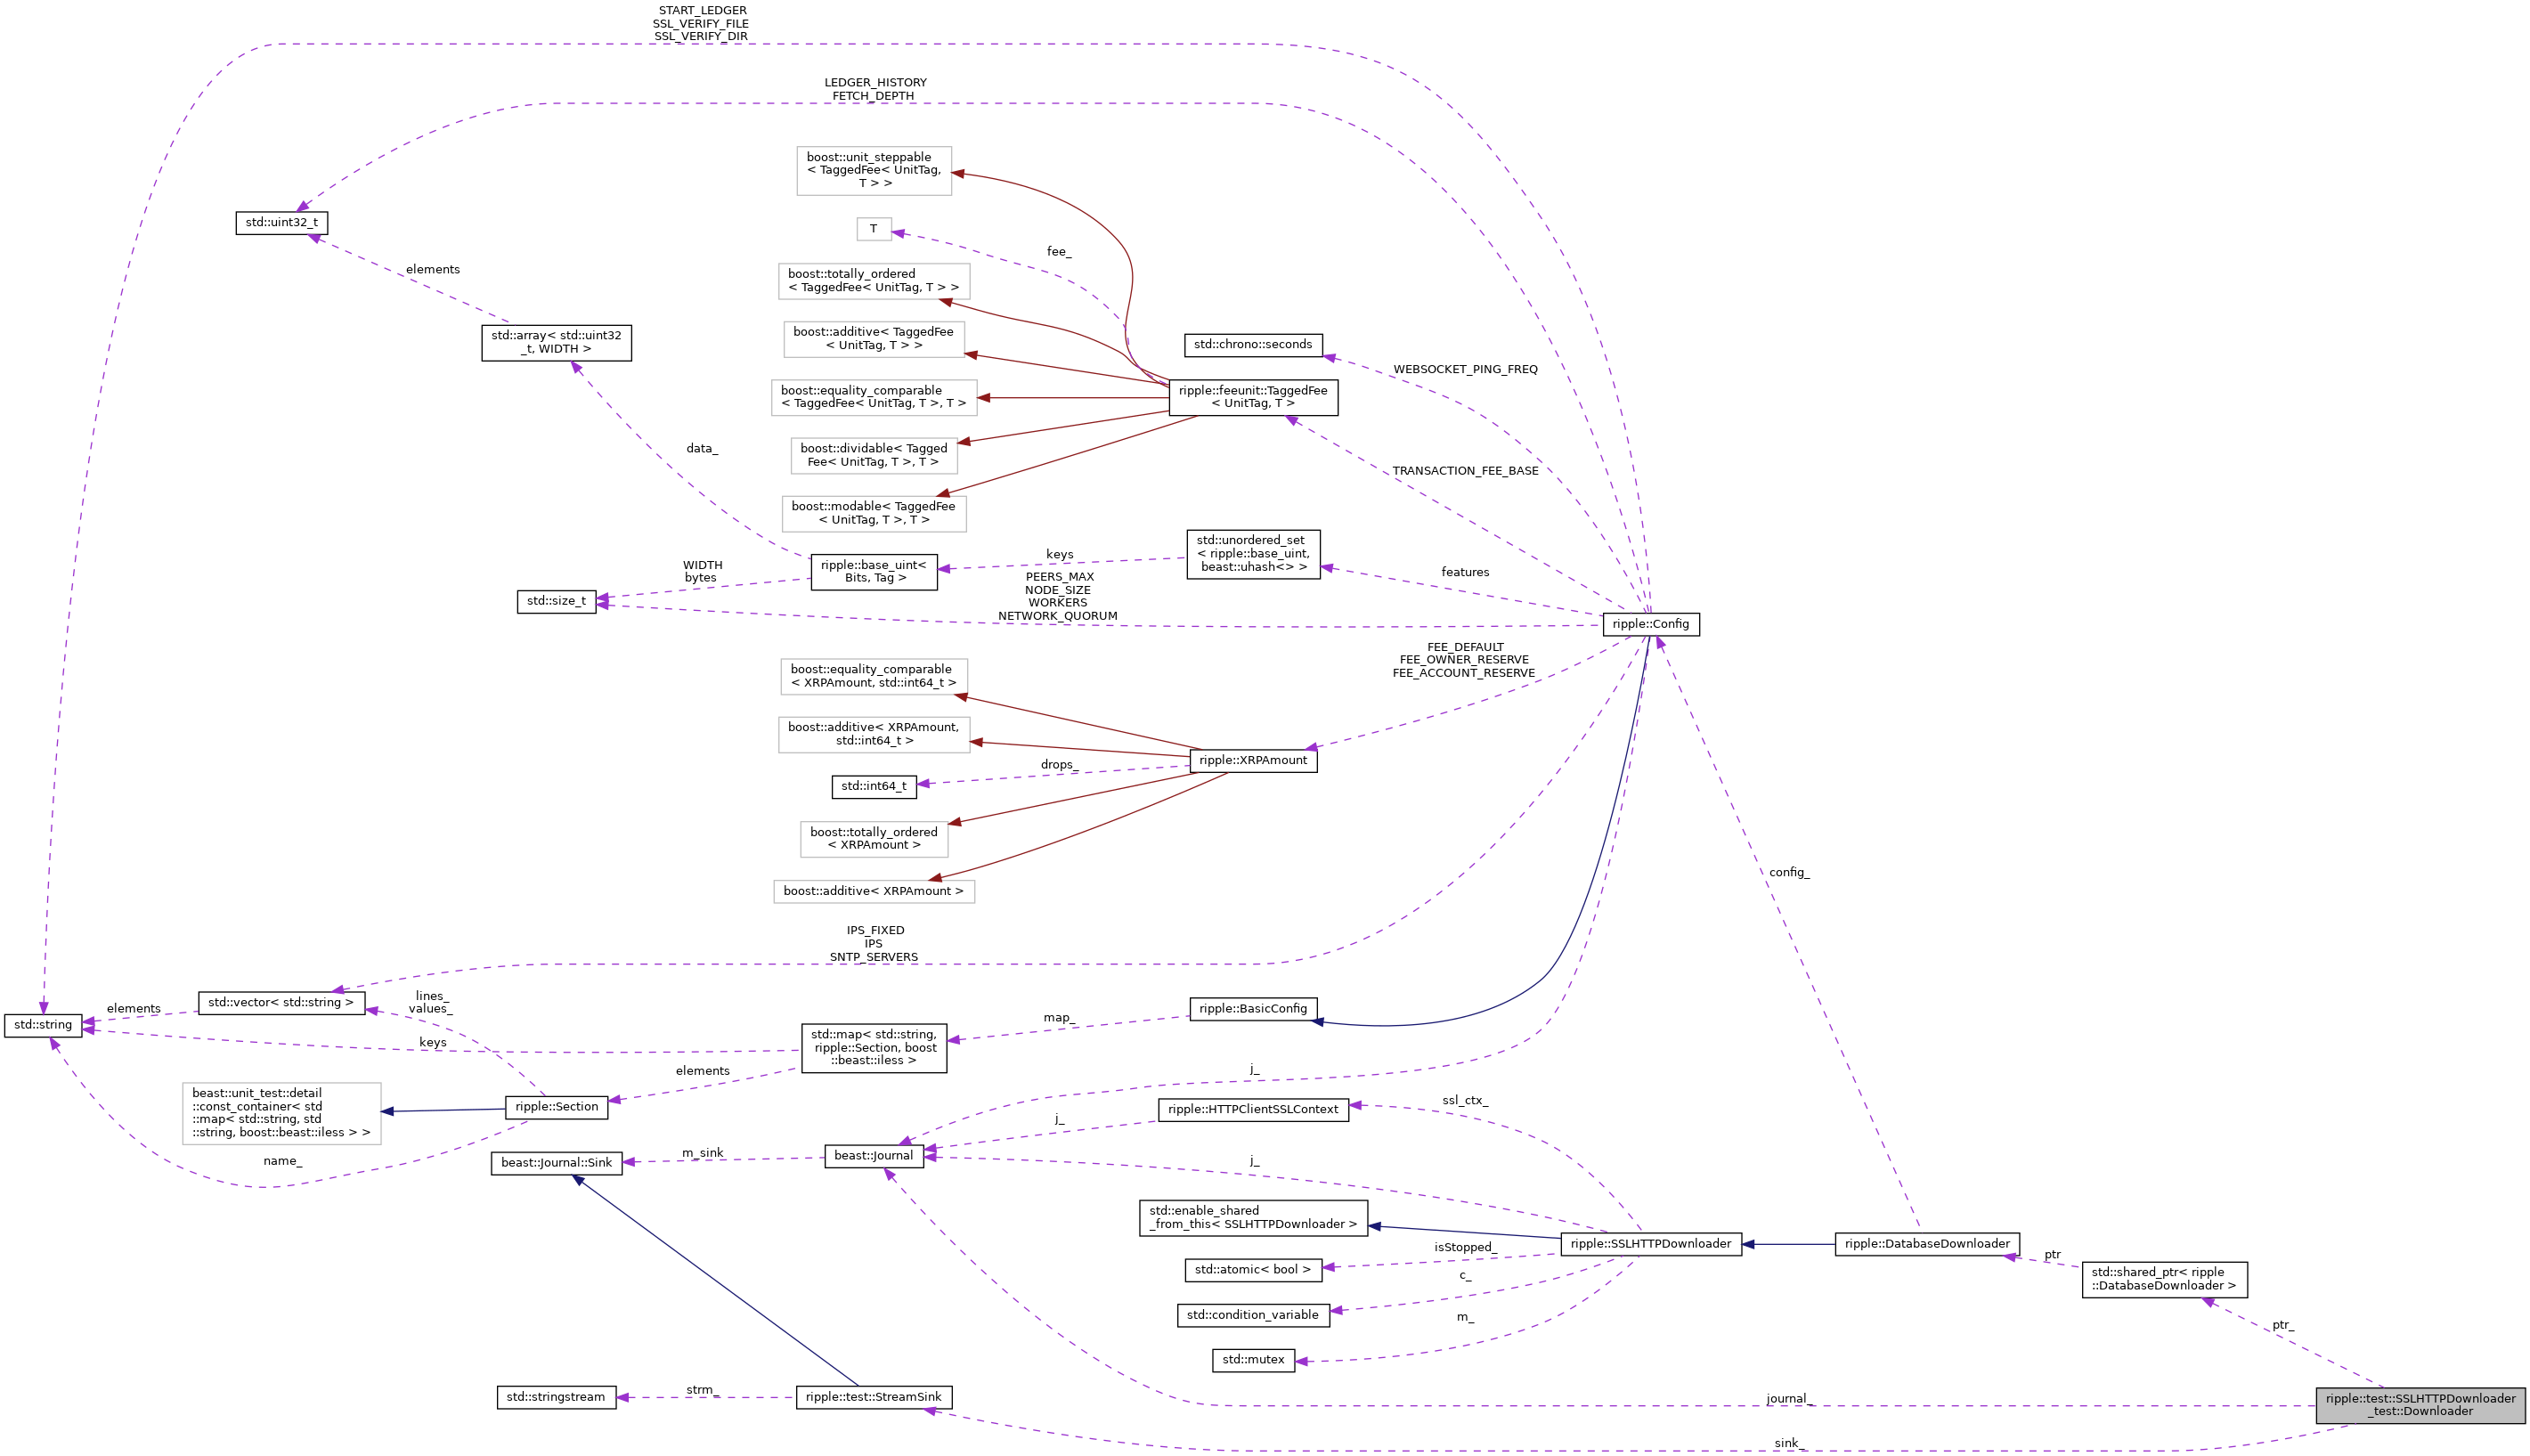 START_LEDGER
SSL_VERIFY_FILE
SSL_VERIFY_DIR
LEDGER_HISTORY
FETCH_DEPTH
boost::unit_steppable
< TaggedFee< UnitTag,
T > >
std::uint32_t
T
fee_
elements
boost::totally_ordered
< TaggedFee< UnitTag, T > >
std::array< std::uint32
_t, WIDTH >
boost::additive< TaggedFee
< UnitTag, T > >
std::chrono::seconds
WEBSOCKET_PING_FREQ
boost::equality_comparable
< TaggedFee< UnitTag, T >, T >
ripple::feeunit::TaggedFee
< UnitTag, T >
data_
boost::dividable< Tagged
Fee< UnitTag, T >, T >
TRANSACTION_FEE_BASE
boost::modable< TaggedFee
< UnitTag, T >, T >
std::unordered_set
< ripple::base_uint,
beast::uhash<> >
keys
features
WIDTH
bytes
ripple::base_uint<
Bits, Tag >
std::size_t
PEERS_MAX
NODE_SIZE
WORKERS
NETWORK_QUORUM
ripple::Config
FEE_DEFAULT
FEE_OWNER_RESERVE
FEE_ACCOUNT_RESERVE
boost::equality_comparable
< XRPAmount, std::int64_t >
boost::additive< XRPAmount,
std::int64_t >
ripple::XRPAmount
drops_
std::int64_t
boost::totally_ordered
< XRPAmount >
boost::additive< XRPAmount >
config_
IPS_FIXED
IPS
SNTP_SERVERS
std::vector< std::string >
elements
std::string
lines_
values_
ripple::BasicConfig
map_
std::map< std::string,
ripple::Section, boost
::beast::iless >
keys
elements
j_
beast::unit_test::detail
::const_container< std
::map< std::string, std
::string, boost::beast::iless > >
ripple::Section
name_
ripple::HTTPClientSSLContext
ssl_ctx_
j_
beast::Journal
m_sink
beast::Journal::Sink
j_
std::enable_shared
_from_this< SSLHTTPDownloader >
ripple::SSLHTTPDownloader
ripple::DatabaseDownloader
isStopped_
std::atomic< bool >
c_
std::condition_variable
m_
std::mutex
ptr
std::shared_ptr< ripple
::DatabaseDownloader >
ptr_
std::stringstream
strm_
ripple::test::StreamSink
journal_
ripple::test::SSLHTTPDownloader
_test::Downloader
sink_